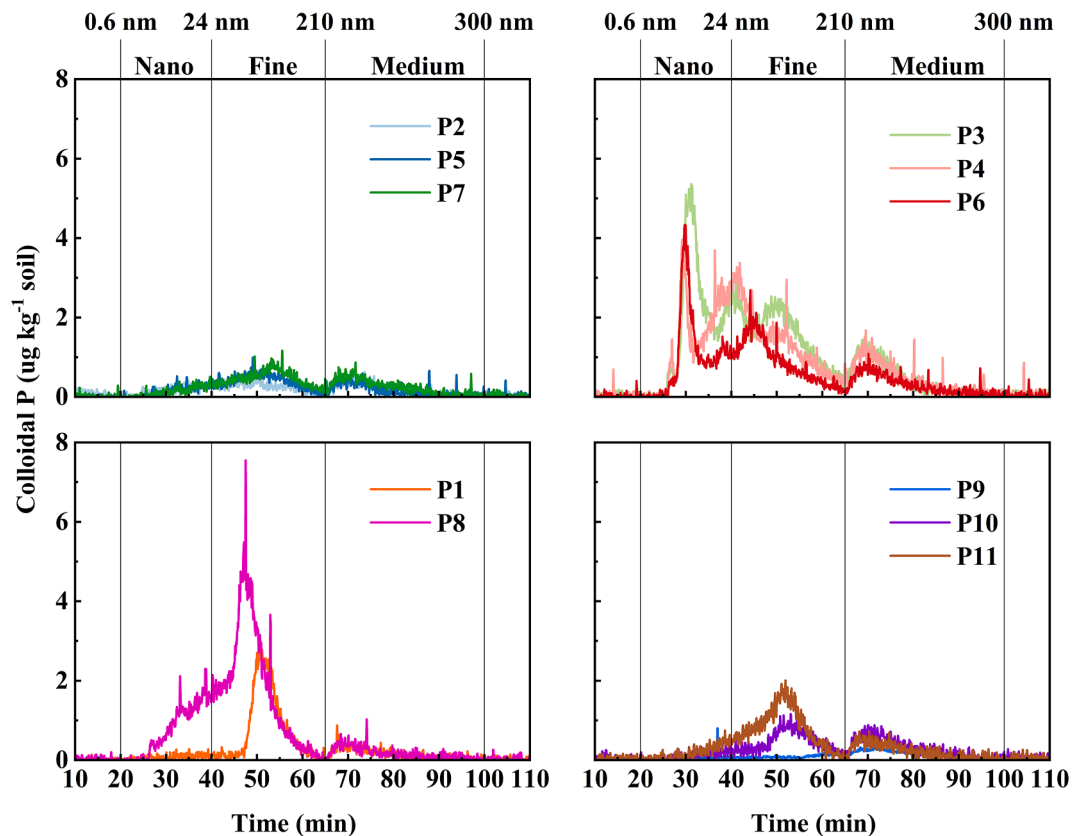 0.6 nm 24 nm 210 nm 300 nm 0.6 nm 24 nm 210 nm 300 nm
Nano Fine Medium Nano Fine Medium
8
6
4
2
0
P2
P5
P7
P3
P4
P6
Colloidal P (ug kg⁻¹ soil)
8
6
4
2
0
P1
P8
P9
P10
P11
10 20 30 40 50 60 70 80 90 100 110 10 20 30 40 50 60 70 80 90 100 110
Time (min) Time (min)